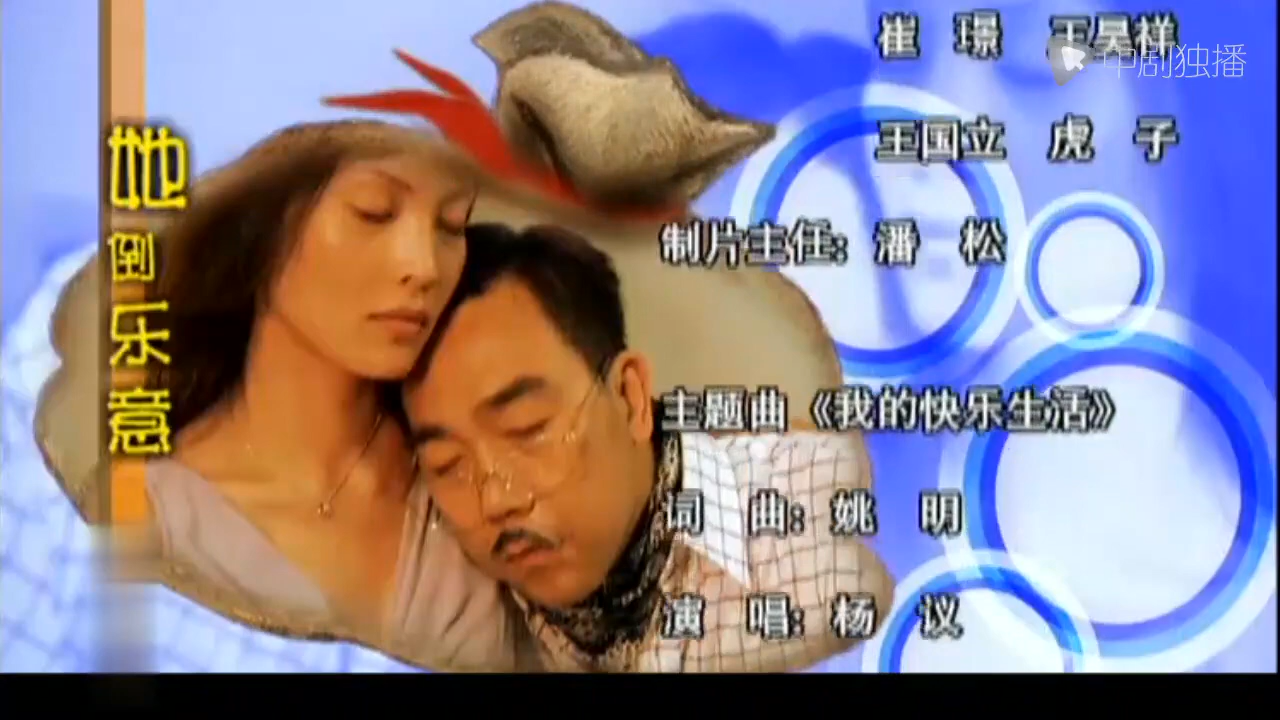 崔 璟 王昊祥
中剧独播
王国立 虎 子
她倒乐意
制片主任: 潘 松
主题曲《我的快乐生活》
词 曲: 姚 明
演 唱: 杨 议